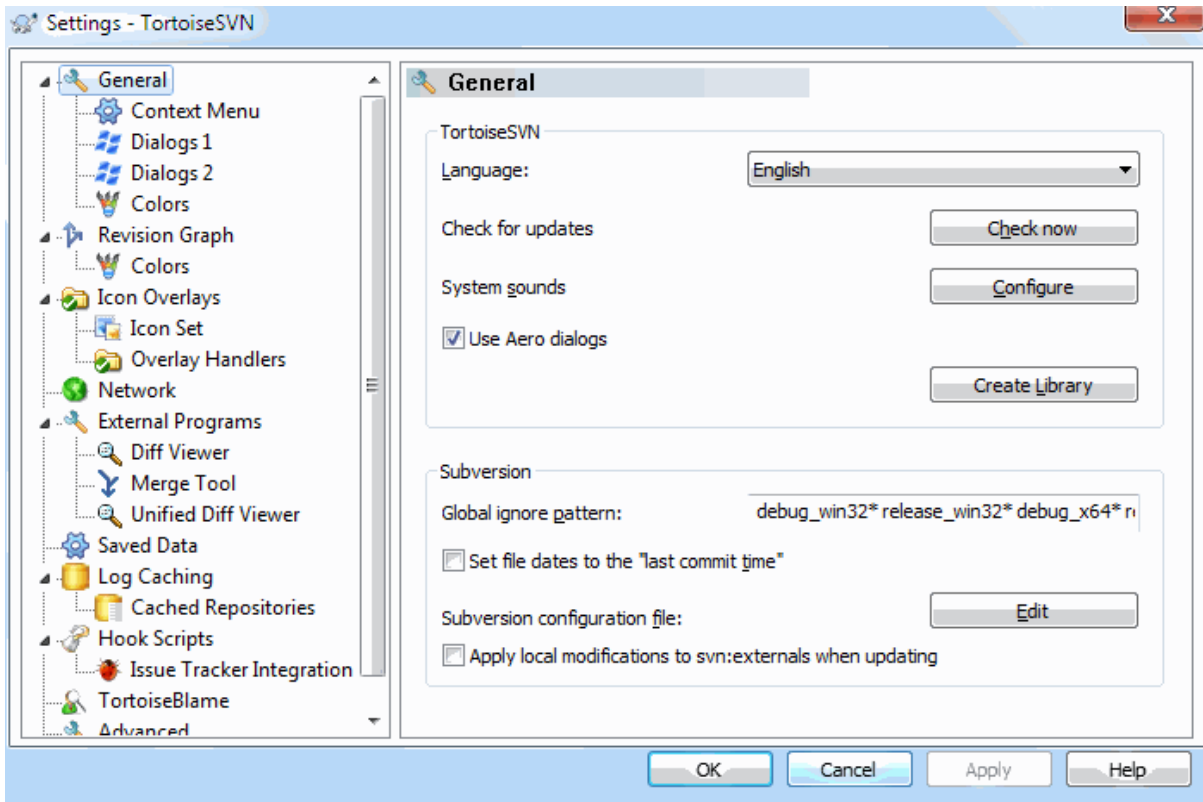 Settings - TortoiseSVN
General
Context Menu
Dialogs 1
Dialogs 2
Colors
Revision Graph
Colors
Icon Overlays
Icon Set
Overlay Handlers
Network
External Programs
Diff Viewer
Merge Tool
Unified Diff Viewer
Saved Data
Log Caching
Cached Repositories
Hook Scripts
Issue Tracker Integration
TortoiseBlame
Advanced
General
TortoiseSVN
Language: English
Check for updates Check now
System sounds Configure
Use Aero dialogs
Create Library
Subversion
Global ignore pattern: debug_win32* release_win32* debug_x64*
Set file dates to the "last commit time"
Subversion configuration file: Edit
Apply local modifications to svn:externals when updating
OK Cancel Apply Help